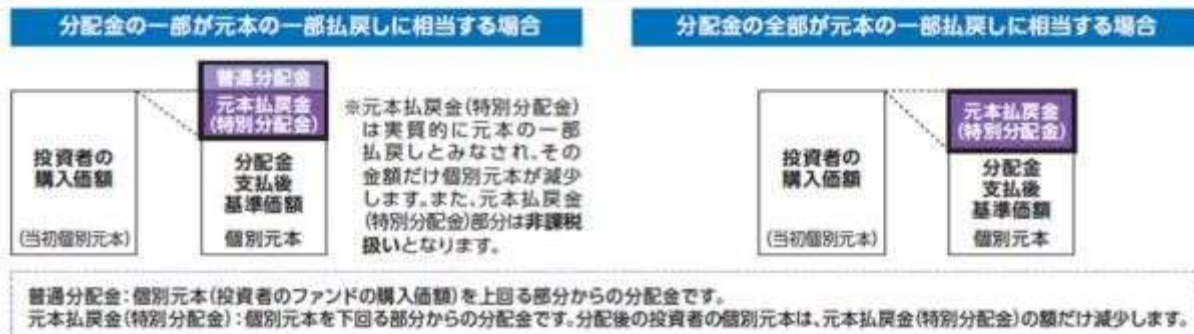 分配金の一部が元本の一部払戻しに相当する場合
普通分配金
元本払戻金
(特別分配金)
投資者の
購入価額
(当初個別元本)
分配金
支払後
基準価額
個別元本
※元本払戻金(特別分配金)
は実質的に元本の一部
払戻しとみなされ、その
金額だけ個別元本が減少
します。また、元本払戻金
(特別分配金)部分は非課税
扱いとなります。
分配金の全部が元本の一部払戻しに相当する場合
元本払戻金
(特別分配金)
投資者の
購入価額
(当初個別元本)
分配金
支払後
基準価額
個別元本
普通分配金:個別元本(投資者のファンドの購入価額)を上回る部分からの分配金です。
元本払戻金(特別分配金):個別元本を下回る部分からの分配金です。分配後の投資者の個別元本は、元本払戻金(特別分配金)の額だけ減少します。